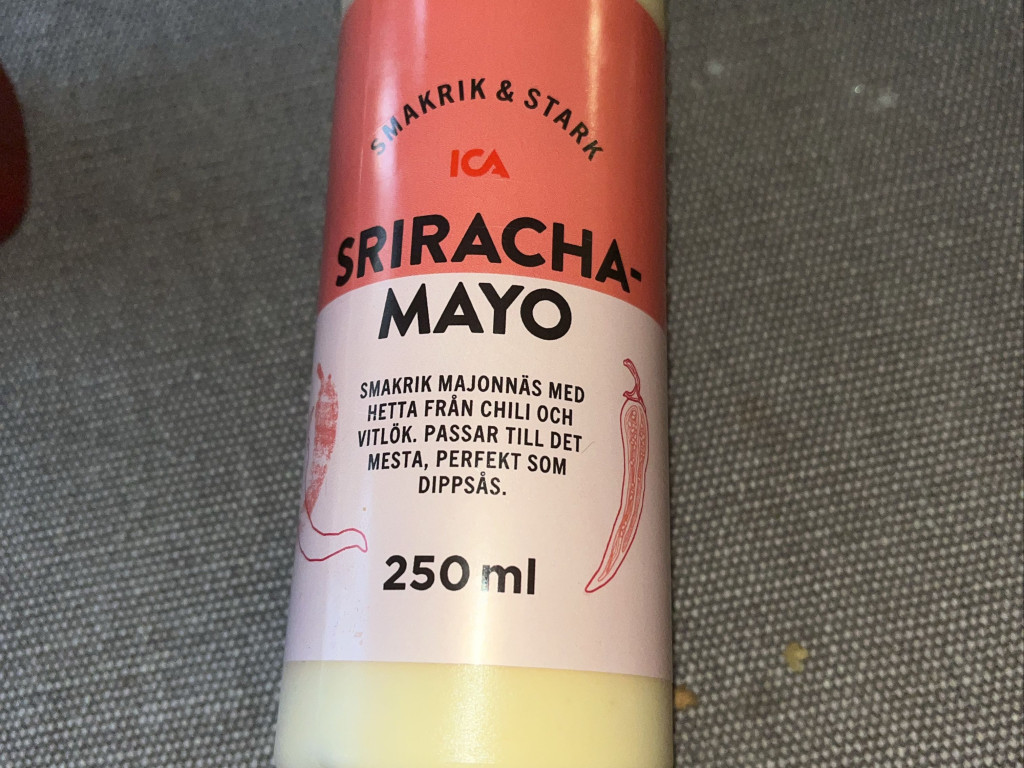 SMAKRIK & STARK
ICA
SRIRACHA-
MAYO
SMAKRIK MAJONNÄS MED
HETTA FRÅN CHILI OCH
VITLÖK. PASSAR TILL DET
MESTA, PERFEKT SOM
DIPPSÅS.
250 ml